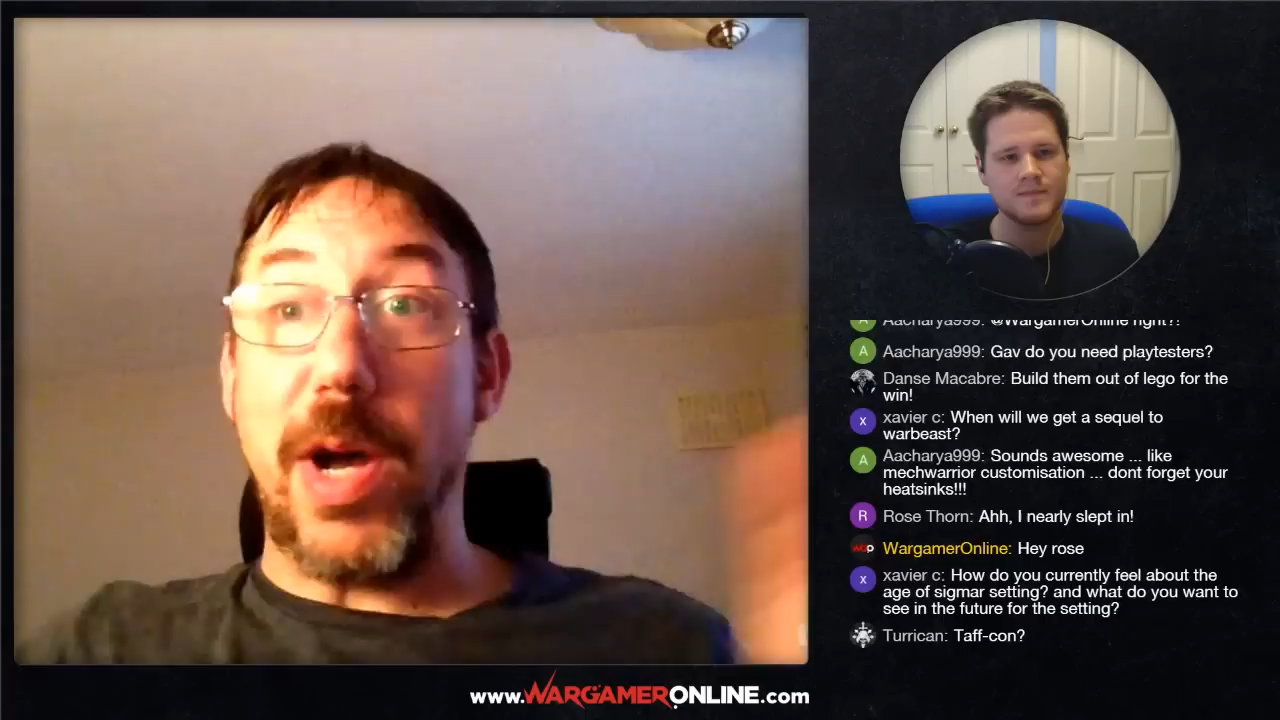 Aacharya999: @WargamerOnline right?!
A Aacharya999: Gav do you need playtesters?
Danse Macabre: Build them out of lego for the
win!
x xavier c: When will we get a sequel to
warbeast?
A Aacharya999: Sounds awesome ... like
mechwarrior customisation ... dont forget your
heatsinks!!!
R Rose Thorn: Ahh, I nearly slept in!
WargamerOnline: Hey rose
x xavier c: How do you currently feel about the
age of sigmar setting? and what do you want to
see in the future for the setting?
Turrican: Taff-con?
www.WARGAMERONLINE.com